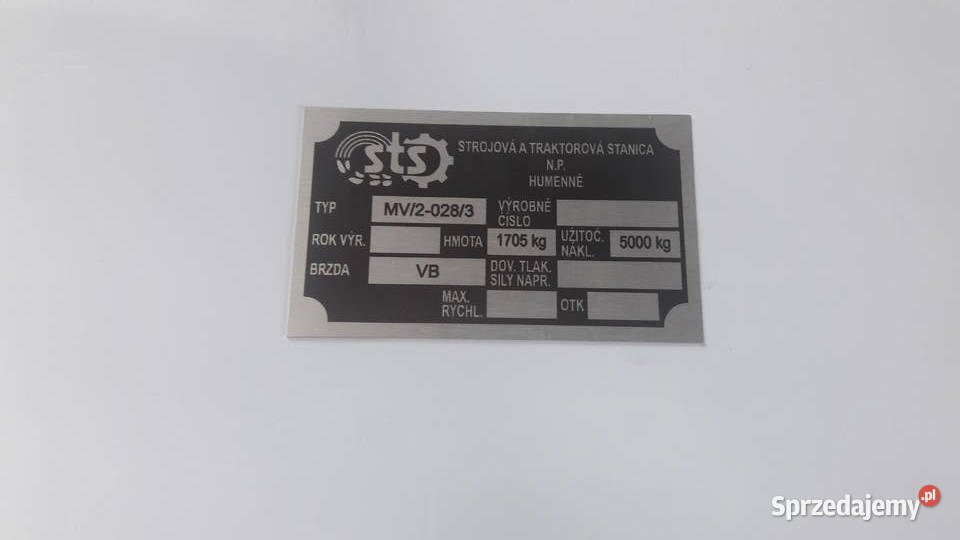 sts
STROJOVÁ A TRAKTOROVÁ STANICA
N.P.
HUMENNÉ
TYP MV/2-028/3 VÝROBNÉ ČÍSLO
ROK VÝR. HMOTA 1705 kg UŽITOČ. NÁKL. 5000 kg
BRZDA VB DOV. TLAK. SILY NAPR.
MAX. RYCHL. OTK
Sprzedajemy.pl